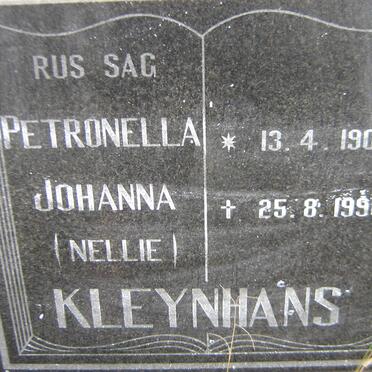 RUS SAG
PETRONELLA * 13. 4. 190
JOHANNA † 25. 8. 199
(NELLIE)
KLEYNHANS